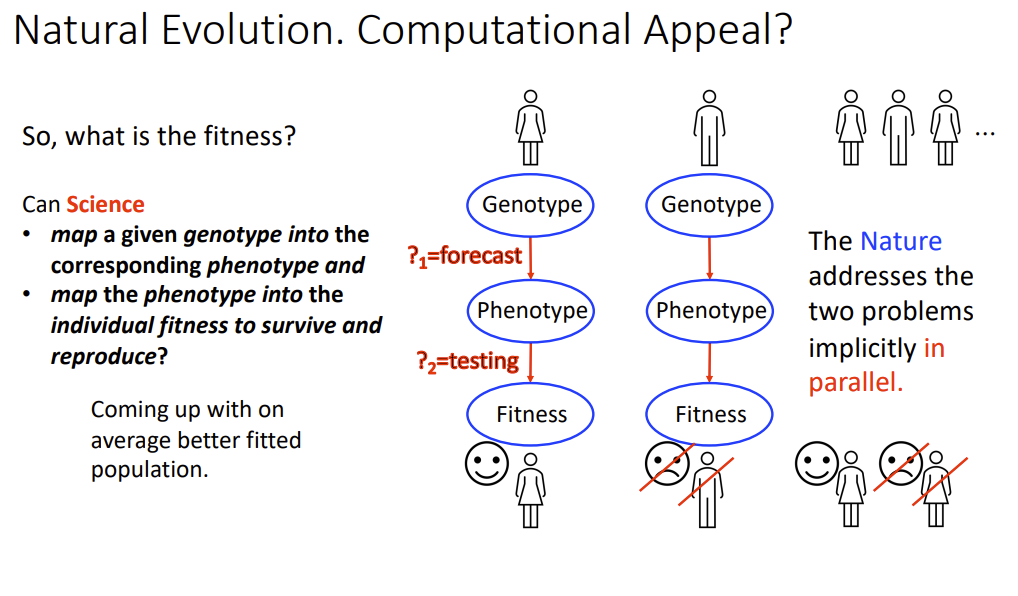 Natural Evolution. Computational Appeal?
So, what is the fitness?
Can Science
• map a given genotype into the
corresponding phenotype and
• map the phenotype into the
individual fitness to survive and
reproduce?
Coming up with on
average better fitted
population.
Genotype
?₁=forecast
Phenotype
?₂=testing
Fitness
Genotype
Phenotype
Fitness
...
The Nature
addresses the
two problems
implicitly in
parallel.